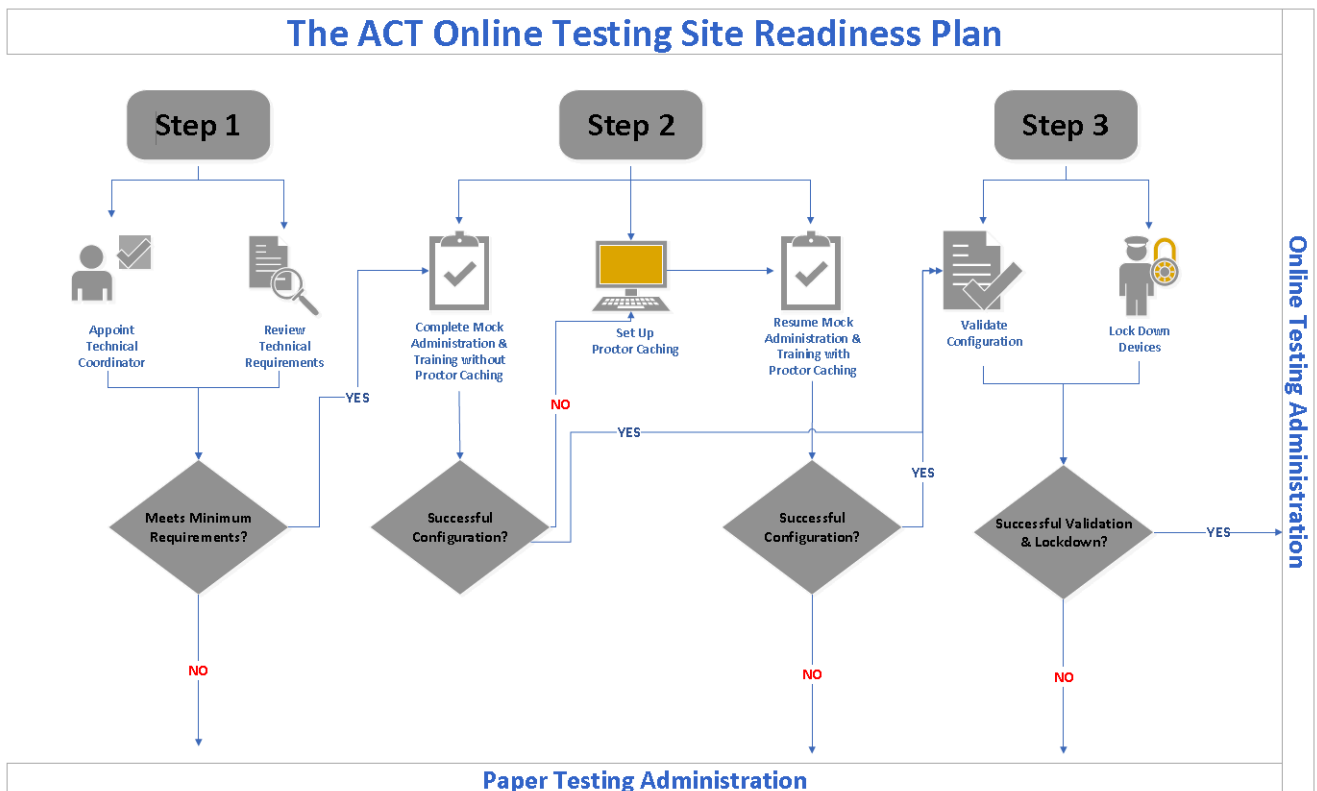 The ACT Online Testing Site Readiness Plan
Step 1
Step 2
Step 3
Appoint
Technical
Coordinator
Review
Technical
Requirements
Complete Mock
Administration &
Training without
Proctor Caching
Set Up
Proctor Caching
Resume Mock
Administration &
Training with
Proctor Caching
Validate
Configuration
Lock Down
Devices
YES
NO
YES
YES
Meets Minimum
Requirements?
Successful
Configuration?
Successful
Configuration?
Successful Validation
& Lockdown?
YES
NO
NO
NO
Online Testing Administration
Paper Testing Administration